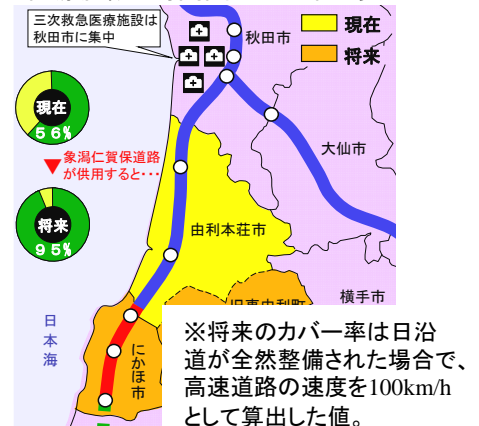 三次救急医療施設は
秋田市に集中
秋田市
現在
将来
現在
56%
象潟仁賀保道路
が供用すると・・・
将来
95%
大仙市
由利本荘市
旧東由利町
横手市
日本海
にかほ市
※将来のカバー率は日沿
道が全然整備された場合で、
高速道路の速度を100km/h
として算出した値。